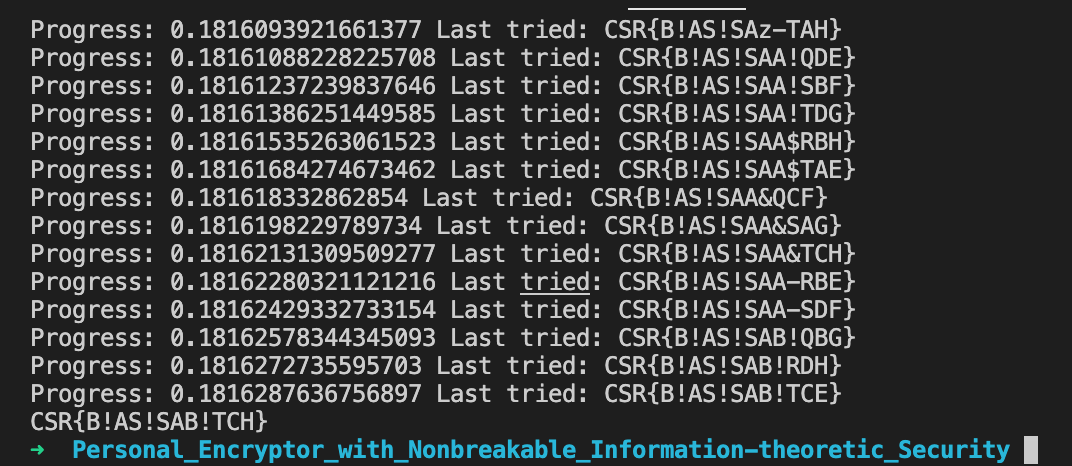 Progress: 0.1816093921661377 Last tried: CSR{B!AS!SAz-TAH}
Progress: 0.18161088228225708 Last tried: CSR{B!AS!SAA!QDE}
Progress: 0.18161237239837646 Last tried: CSR{B!AS!SAA!SBF}
Progress: 0.18161386251449585 Last tried: CSR{B!AS!SAA!TDG}
Progress: 0.18161535263061523 Last tried: CSR{B!AS!SAA$RBH}
Progress: 0.18161684274673462 Last tried: CSR{B!AS!SAA$TAE}
Progress: 0.181618332862854 Last tried: CSR{B!AS!SAA&QCF}
Progress: 0.1816198229789734 Last tried: CSR{B!AS!SAA&SAG}
Progress: 0.18162131309509277 Last tried: CSR{B!AS!SAA&TCH}
Progress: 0.18162280321121216 Last tried: CSR{B!AS!SAA-RBE}
Progress: 0.18162429332733154 Last tried: CSR{B!AS!SAA-SDF}
Progress: 0.18162578344345093 Last tried: CSR{B!AS!SAB!QBG}
Progress: 0.1816272735595703 Last tried: CSR{B!AS!SAB!RDH}
Progress: 0.1816287636756897 Last tried: CSR{B!AS!SAB!TCE}
CSR{B!AS!SAB!TCH}
➜ Personal_Encryptor_with_Nonbreakable_Information-theoretic_Security